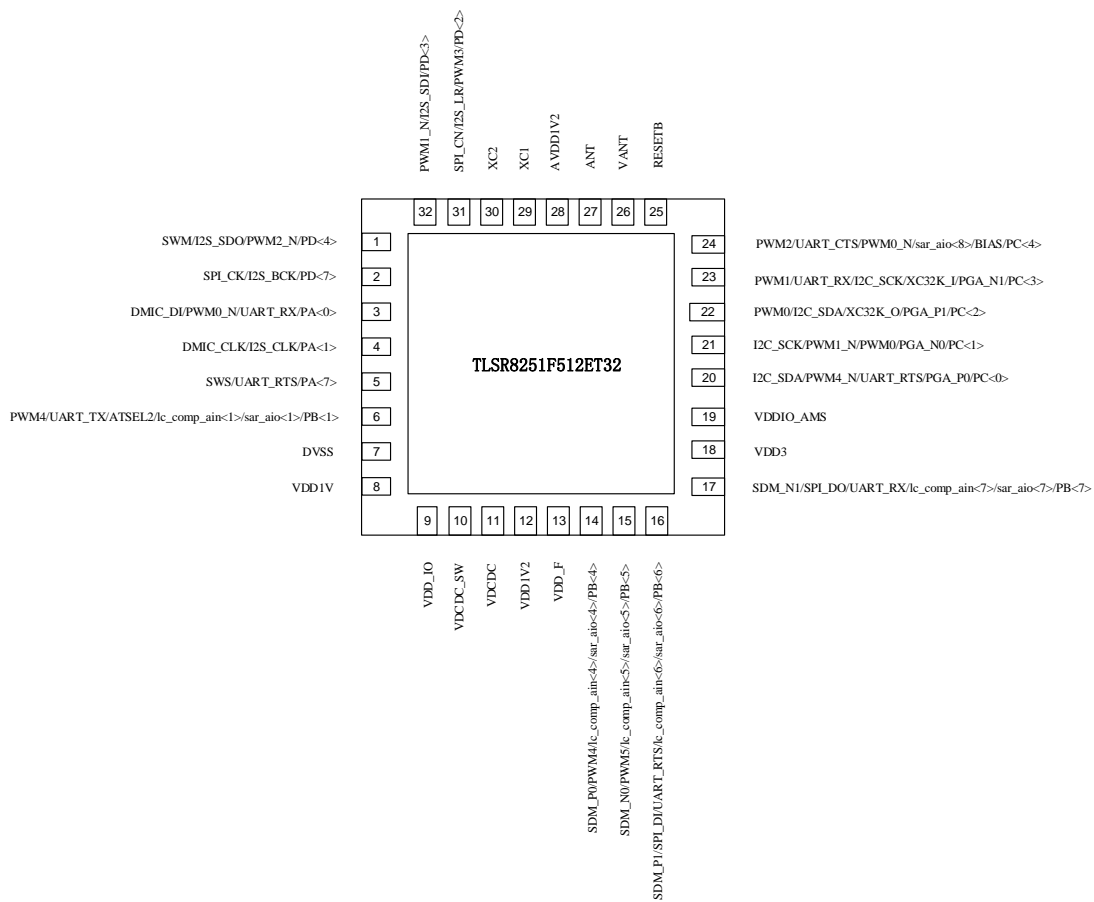 PWM1_N/I2S_SDI/PD<3>
SPI_CN/I2S_LR/PWM3/PD<2>
XC2
XC1
AVDD1V2
ANT
VANT
RESETB
32
31
30
29
28
27
26
25
SWM/I2S_SDO/PWM2_N/PD<4>
1
SPI_CK/I2S_BCK/PD<7>
2
DMIC_DI/PWM0_N/UART_RX/PA<0>
3
DMIC_CLK/I2S_CLK/PA<1>
4
SWS/UART_RTS/PA<7>
5
PWM4/UART_TX/ATSEL2/lc_comp_ain<1>/sar_aio<1>/PB<1>
6
DVSS
7
VDD1V
8
TLSR8251F512ET32
24
PWM2/UART_CTS/PWM0_N/sar_aio<8>/BIAS/PC<4>
23
PWM1/UART_RX/I2C_SCK/XC32K_I/PGA_N1/PC<3>
22
PWM0/I2C_SDA/XC32K_O/PGA_P1/PC<2>
21
I2C_SCK/PWM1_N/PWM0/PGA_N0/PC<1>
20
I2C_SDA/PWM4_N/UART_RTS/PGA_P0/PC<0>
19
VDDIO_AMS
18
VDD3
17
SDM_N1/SPI_DO/UART_RX/lc_comp_ain<7>/sar_aio<7>/PB<7>
9
10
11
12
13
14
15
16
VDD_IO
VDCDC_SW
VDCDC
VDD1V2
VDD_F
SDM_P0/PWM4/lc_comp_ain<4>/sar_aio<4>/PB<4>
SDM_N0/PWM5/lc_comp_ain<5>/sar_aio<5>/PB<5>
SDM_P1/SPI_DI/UART_RTS/lc_comp_ain<6>/sar_aio<6>/PB<6>